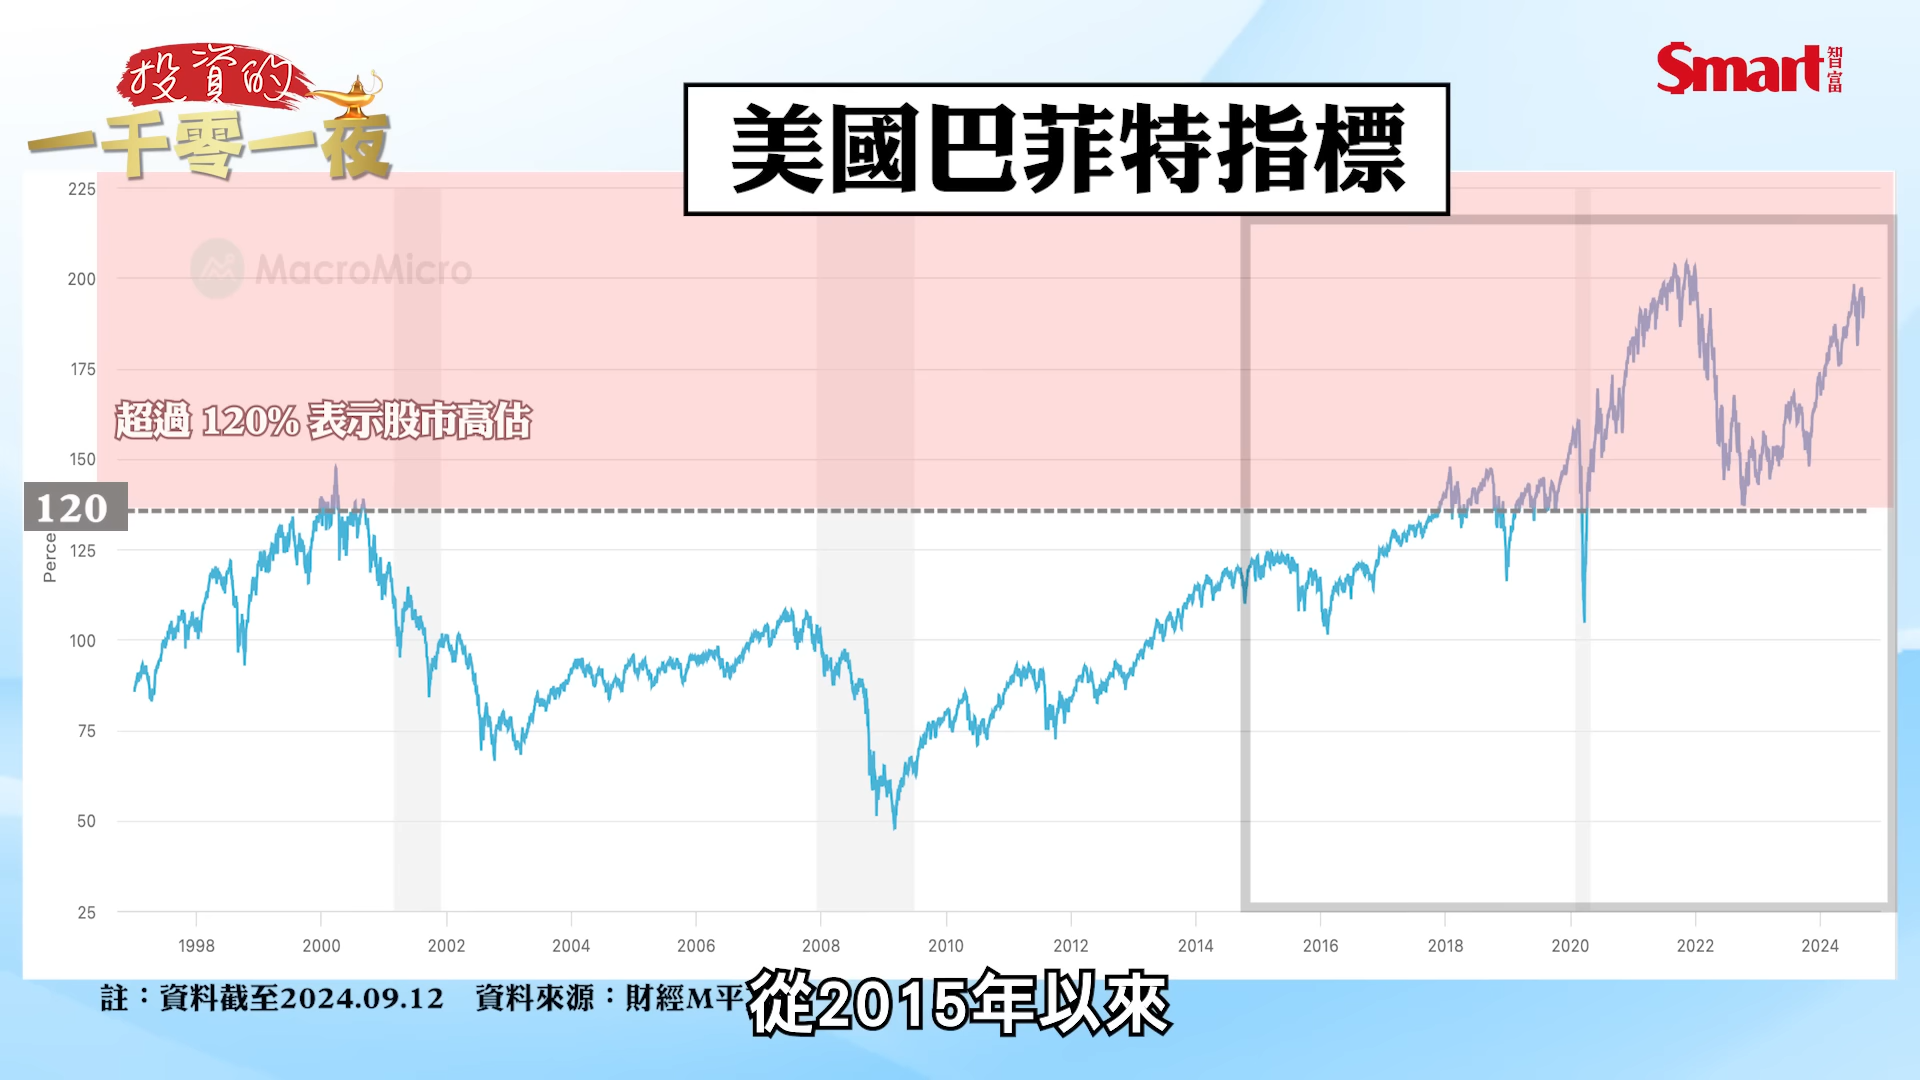 投資的
一千零一夜
Smart 智富
美國巴菲特指標
MacroMicro
超過 120% 表示股市高估
225
200
175
150
120
125
100
75
50
25
Perce
1998 2000 2002 2004 2006 2008 2010 2012 2014 2016 2018 2020 2022 2024
註：資料截至2024.09.12 資料來源：財經M平
從2015年以來